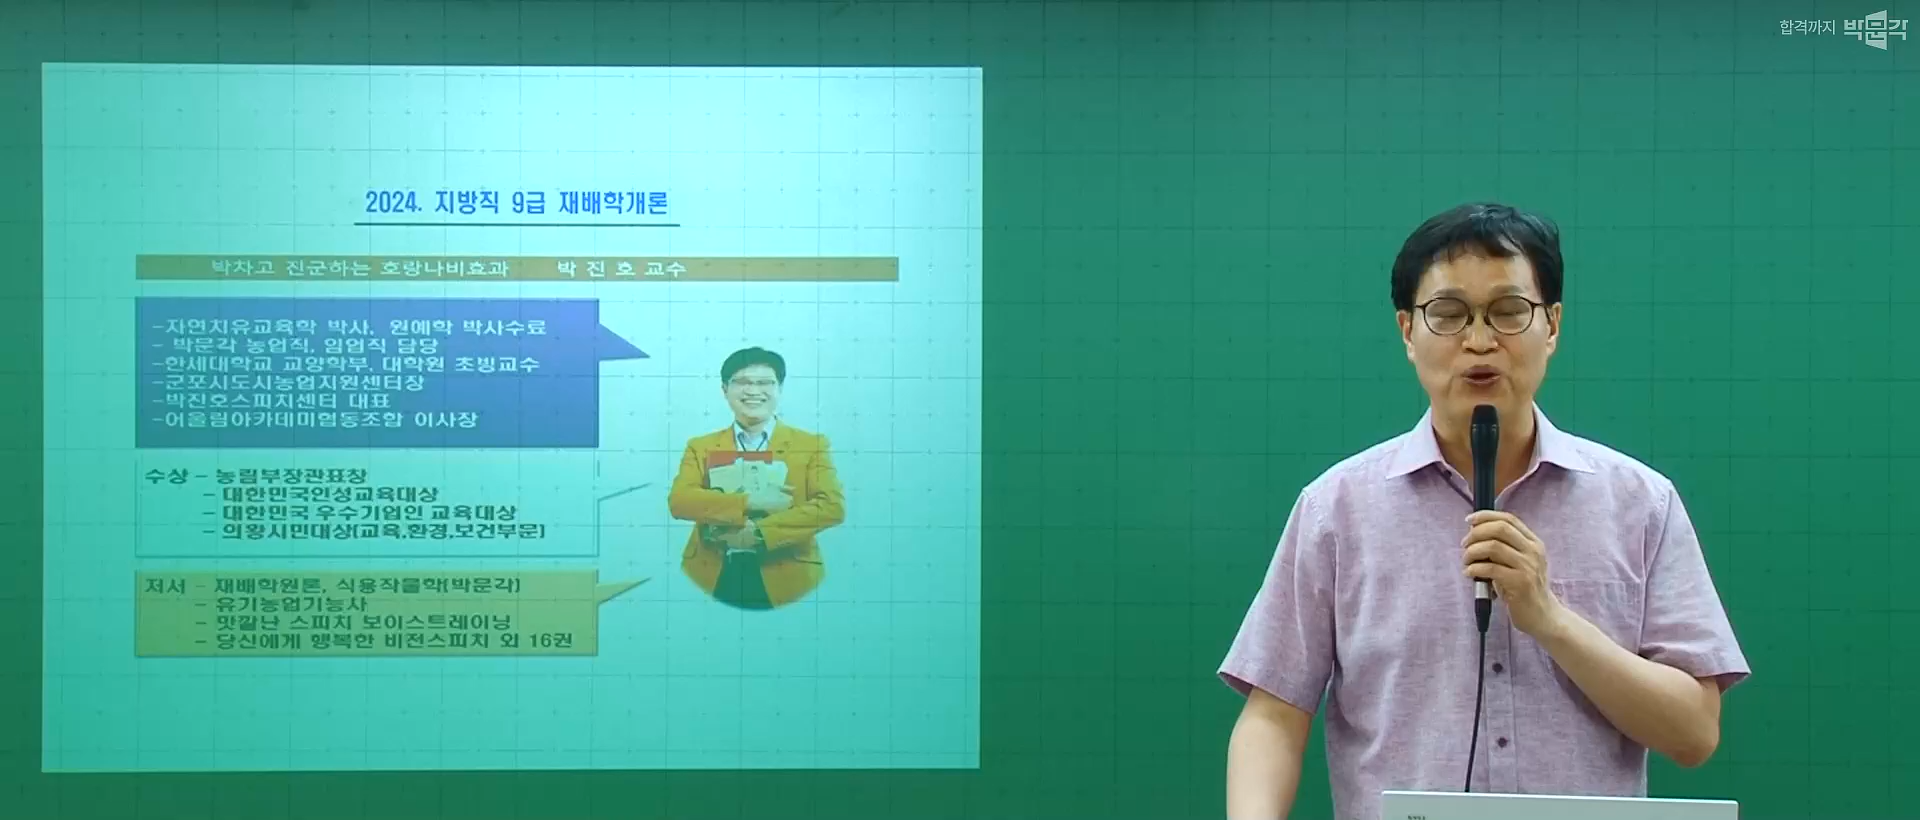 합격까지 박문각
2024. 지방직 9급 재배학개론
박차고 진군하는 호랑나비효과 박 진 호 교수
-자연치유교육학 박사, 원예학 박사수료
- 박문각 농업직, 임업직 담당
-한세대학교 교양학부, 대학원 초빙교수
-군포시도시농업지원센터장
-박진호스피치센터 대표
-어울림아카데미협동조합 이사장
수상 - 농림부장관표창
- 대한민국인성교육대상
- 대한민국 우수기업인 교육대상
- 의왕시민대상(교육,환경,보건부문)
저서 - 재배학원론, 식용작물학(박문각)
- 유기농업기능사
- 맛깔난 스피치 보이스트레이닝
- 당신에게 행복한 비전스피치 외 16권